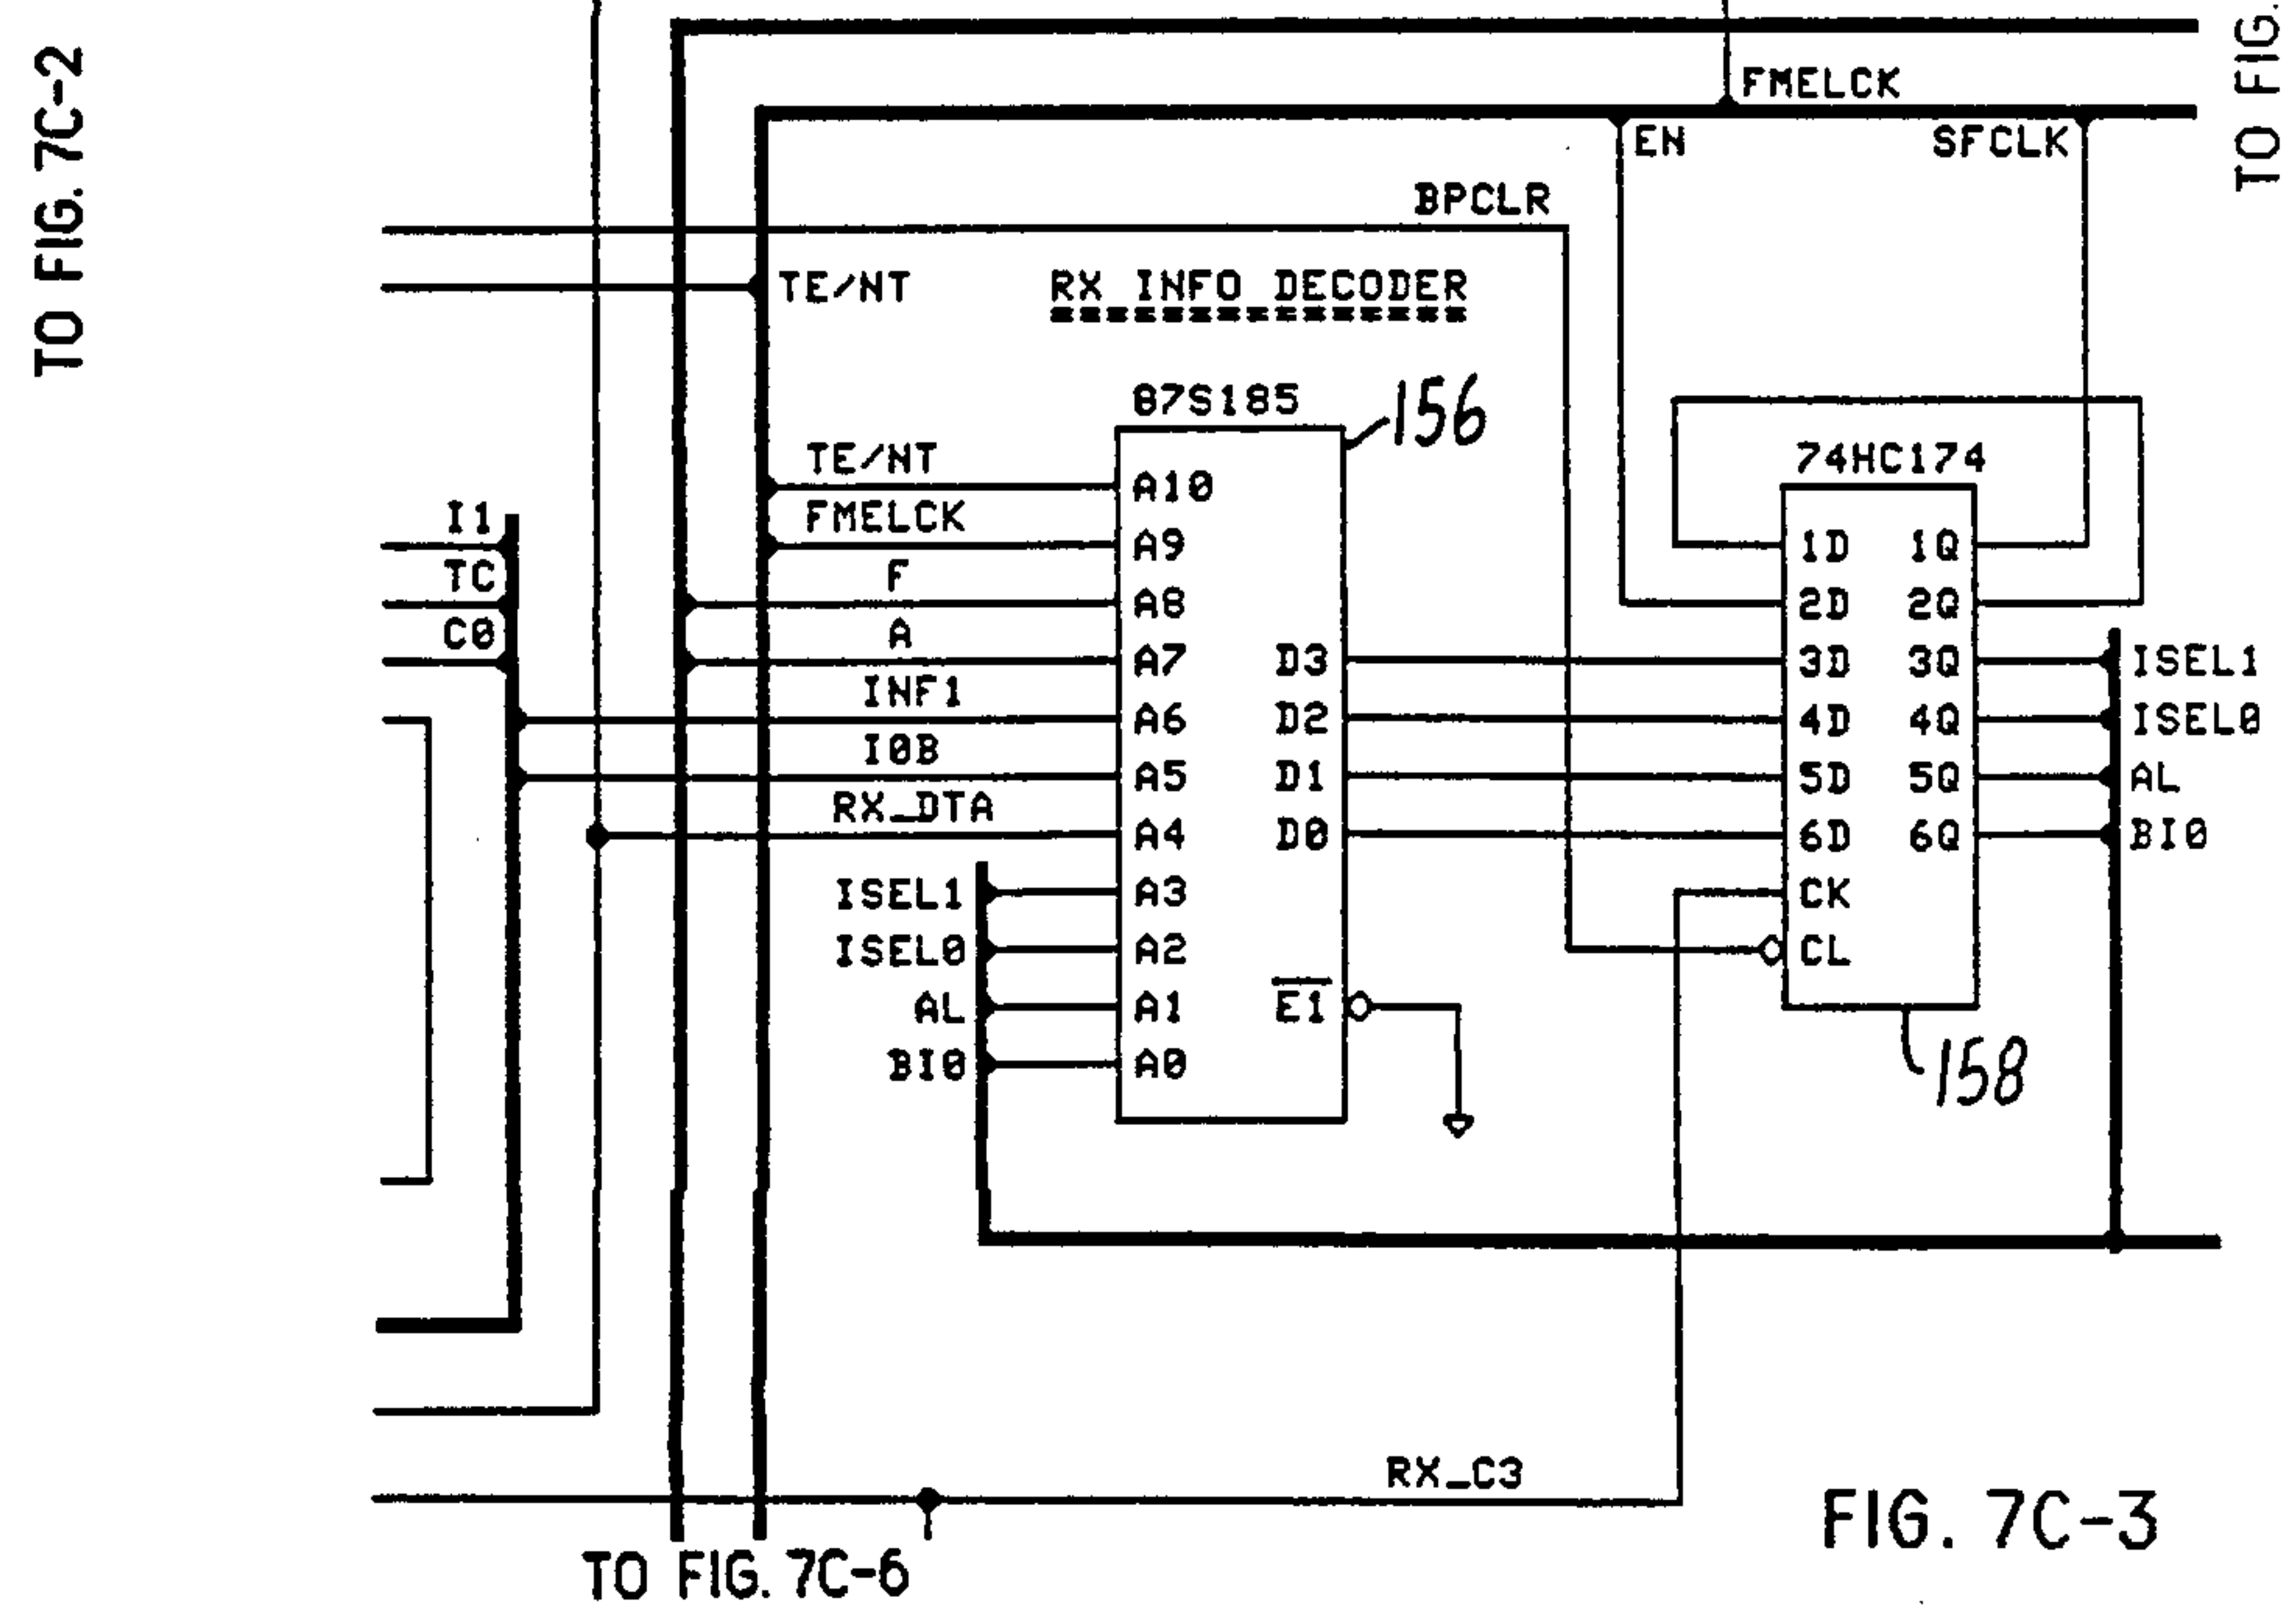 TO FIG. 7C-2
TO FIG.
FMELCK
EN
SFCLK
BPCLR
TE/NT
RX_INFO_DECODER
87S185
156
74HC174
TE/NT
FMELCK
F
A
INF1
I0B
RX_DTA
ISEL1
ISEL0
AL
BI0
I1
TC
C0
A10
A9
A8
A7
A6
A5
A4
A3
A2
A1
A0
D3
D2
D1
D0
E1
1D 1Q
2D 2Q
3D 3Q
4D 4Q
5D 5Q
6D 6Q
CK
CL
ISEL1
ISEL0
AL
BI0
158
RX_C3
FIG. 7C-3
TO FIG. 7C-6